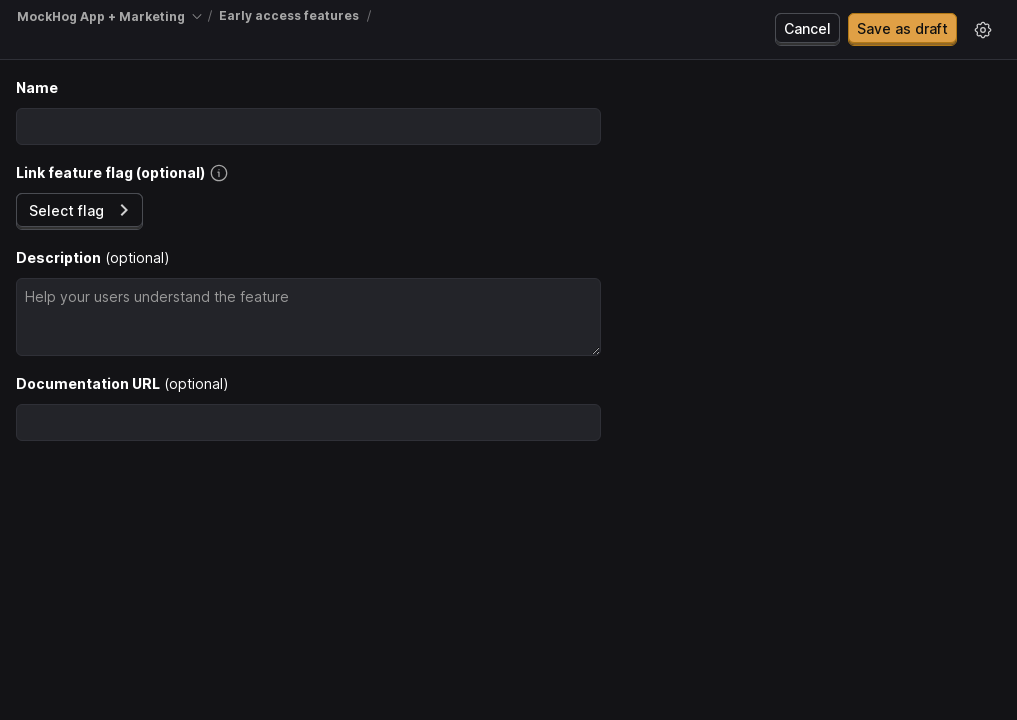 MockHog App + Marketing / Early access features /
Cancel
Save as draft
Name
Link feature flag (optional)
Select flag
Description (optional)
Help your users understand the feature
Documentation URL (optional)